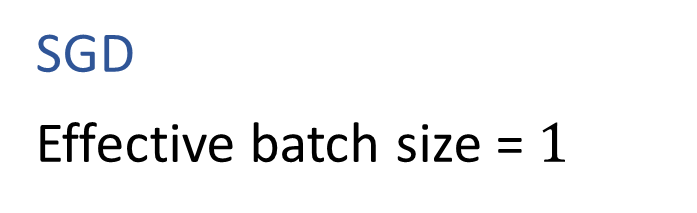 SGD
Effective batch size = 1